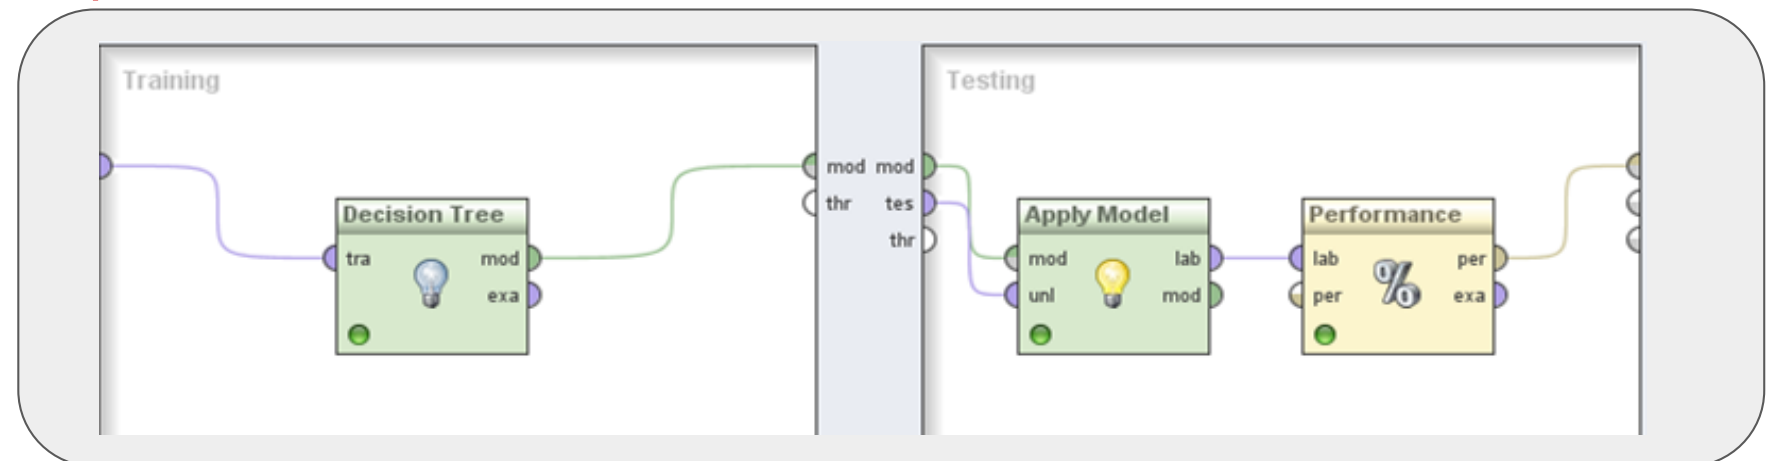 Training
Testing
mod mod
thr tes
thr
Decision Tree
tra mod
exa
Apply Model
mod lab
unl mod
Performance
%
lab per
per exa